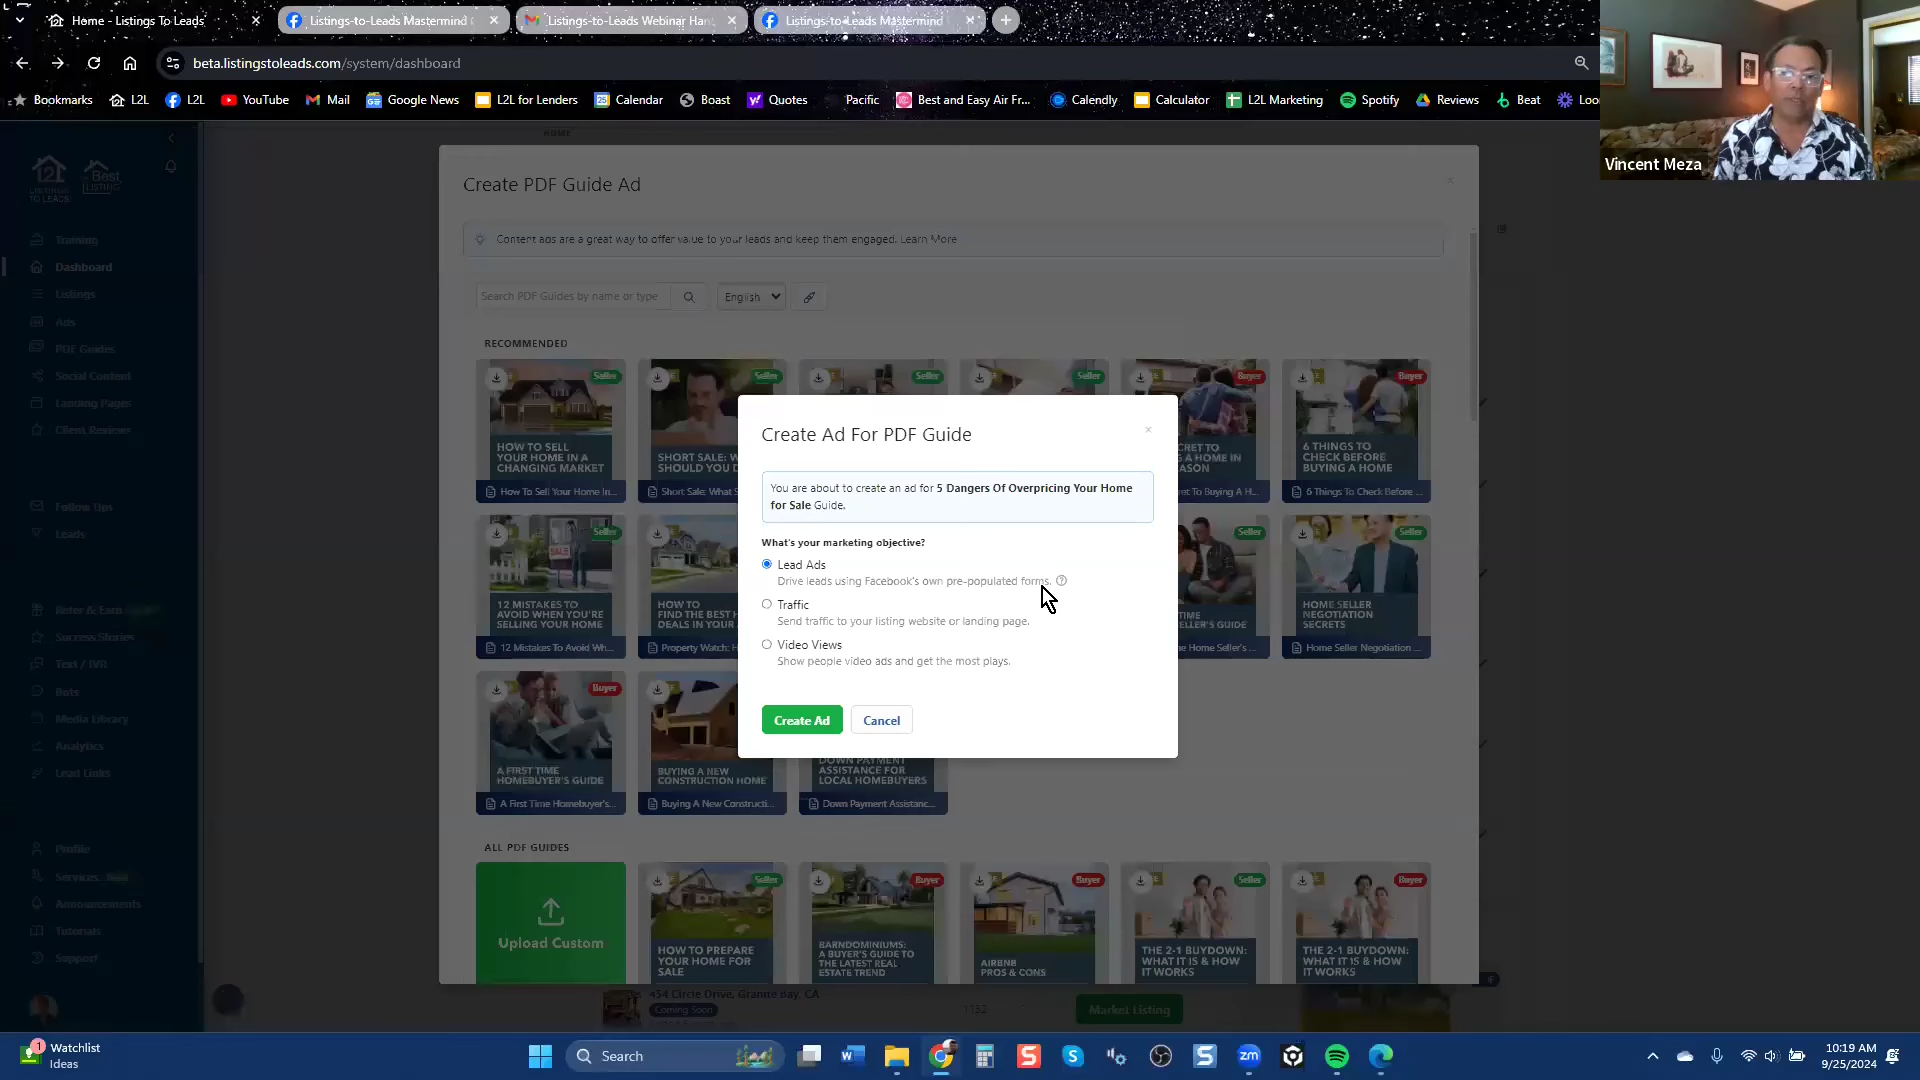 Home - Listings To Leads
Listings-to-Leads Mastermind
Listings-to-Leads Webinar Han
Listings-to-Leads Mastermind
beta.listingstoleads.com/system/dashboard
Bookmarks
L2L
L2L
YouTube
Mail
Google News
L2L for Lenders
Calendar
Boast
Quotes
Pacific
Best and Easy Air Fr...
Calendly
Calculator
L2L Marketing
Spotify
Reviews
Beat
Loo
Vincent Meza
HOME
LISTINGS
TO LEADS
Best
LISTING
Training
Dashboard
Listings
Ads
PDF Guides
Social Content
Landing Pages
Client Reviews
Follow Ups
Leads
Refer & Earn
Success Stories
Text / IVR
Bots
Media Library
Analytics
Lead Links
Profile
Services
Announcements
Tutorials
Support
Create PDF Guide Ad
Content ads are a great way to offer value to your leads and keep them engaged. Learn More
Search PDF Guides by name or type
English
RECOMMENDED
Seller
Seller
Seller
Seller
Buyer
Buyer
HOW TO SELL
YOUR HOME IN A
CHANGING MARKET
How To Sell Your Home In...
SHORT SALE: W
SHOULD YOU D
Short Sale: What S
CRET TO BUYING
A HOME IN
ASON
ret To Buying A H...
6 THINGS TO
CHECK BEFORE
BUYING A HOME
6 Things To Check Before ...
Seller
12 MISTAKES TO
AVOID WHEN YOU'RE
SELLING YOUR HOME
12 Mistakes To Avoid Wh...
HOW TO
FIND THE BEST H
DEALS IN YOUR A
Property Watch: H
Seller
TIME
ELLER'S GUIDE
me Home Seller's...
Seller
HOME SELLER
NEGOTIATION
SECRETS
Home Seller Negotiation ...
Buyer
A FIRST TIME
HOMEBUYER'S GUIDE
A First Time Homebuyer's...
BUYING A NEW
CONSTRUCTION HOME
Buying A New Constructi...
DOWN PAYMENT
ASSISTANCE FOR
LOCAL HOMEBUYERS
Down Payment Assistanc...
Create Ad For PDF Guide
You are about to create an ad for 5 Dangers Of Overpricing Your Home
for Sale Guide.
What's your marketing objective?
Lead Ads
Drive leads using Facebook's own pre-populated forms.
Traffic
Send traffic to your listing website or landing page.
Video Views
Show people video ads and get the most plays.
Create Ad
Cancel
ALL PDF GUIDES
Upload Custom
Seller
HOW TO PREPARE
YOUR HOME FOR
SALE
Buyer
BARNDOMINIUMS:
A BUYER'S GUIDE TO
THE LATEST REAL
ESTATE TREND
Buyer
AIRBNB
PROS & CONS
Seller
THE 2-1 BUYDOWN:
WHAT IT IS & HOW
IT WORKS
Buyer
THE 2-1 BUYDOWN:
WHAT IT IS & HOW
IT WORKS
454 Circle Drive, Granite Bay, CA
Coming Soon
1132
Market Listing
1
Watchlist
Ideas
Search
10:19 AM
9/25/2024